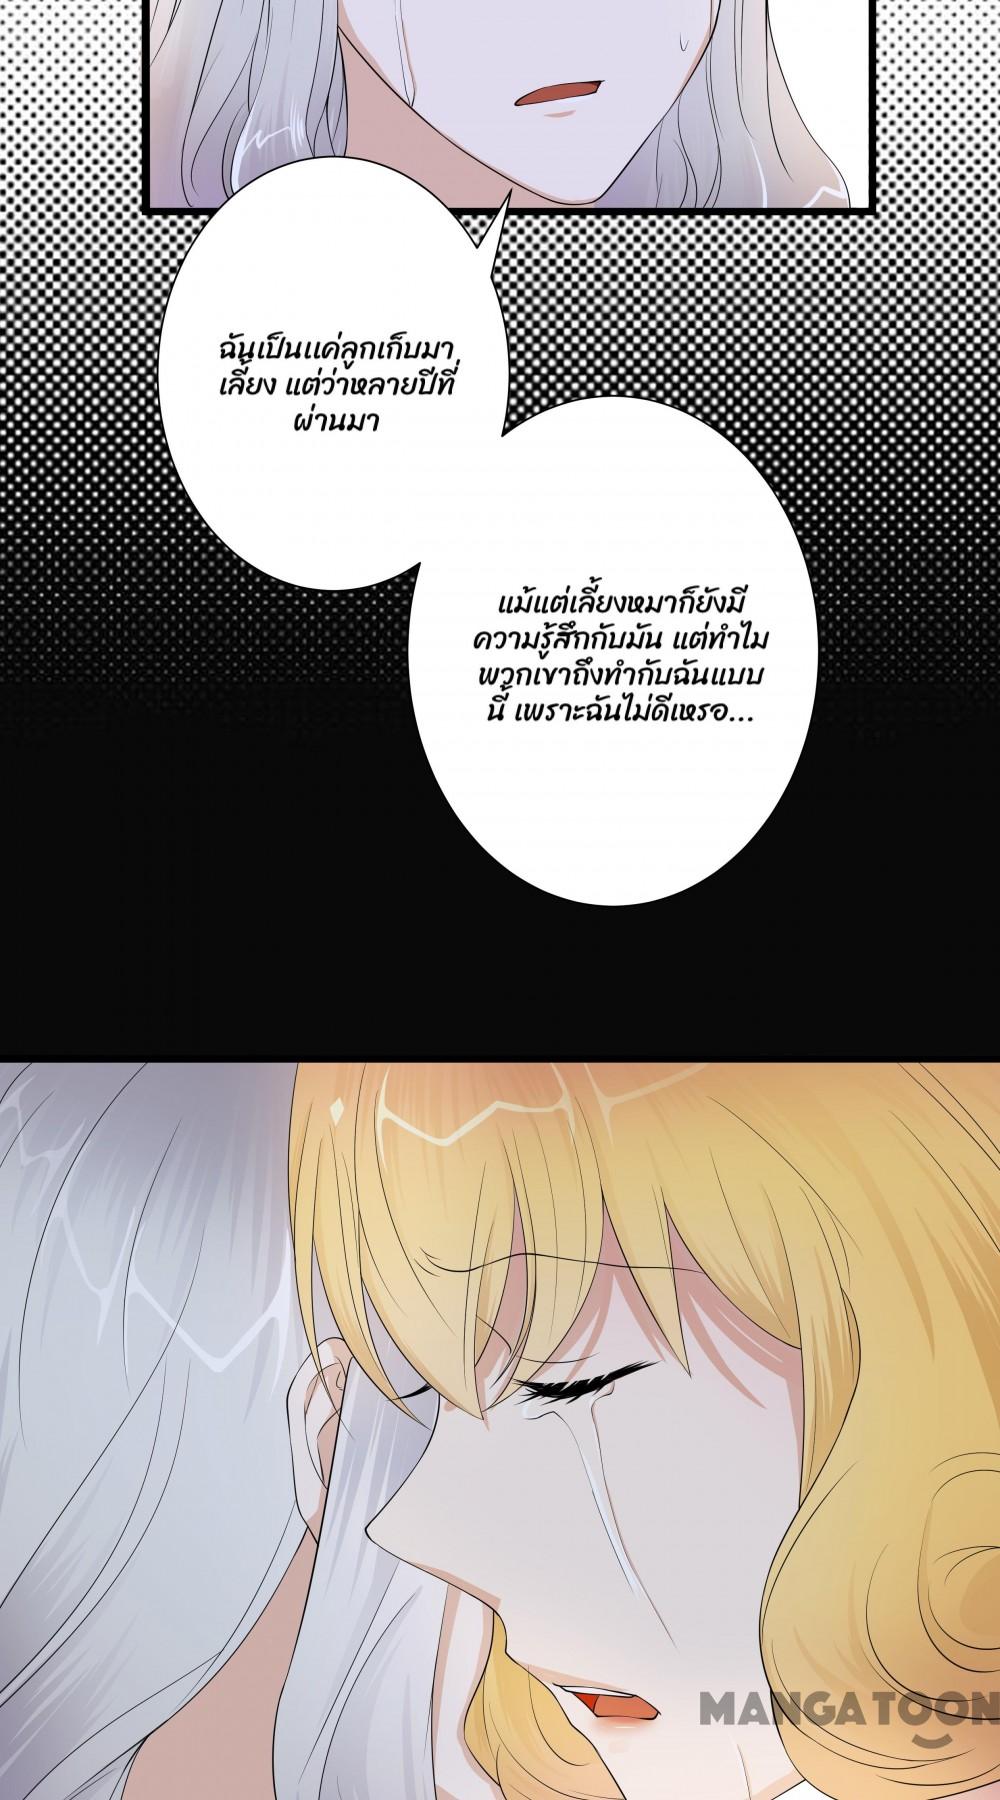 ฉันเป็นแค่ลูกเก็บมา
เลี้ยง แต่ว่าหลายปีที่
ผ่านมา
แม้แต่เลี้ยงหมาก็ยังมี
ความรู้สึกกับมัน แต่ทำไม
พวกเขาถึงทำกับฉันแบบ
นี้ เพราะฉันไม่ดีเหรอ...
MANGATOON